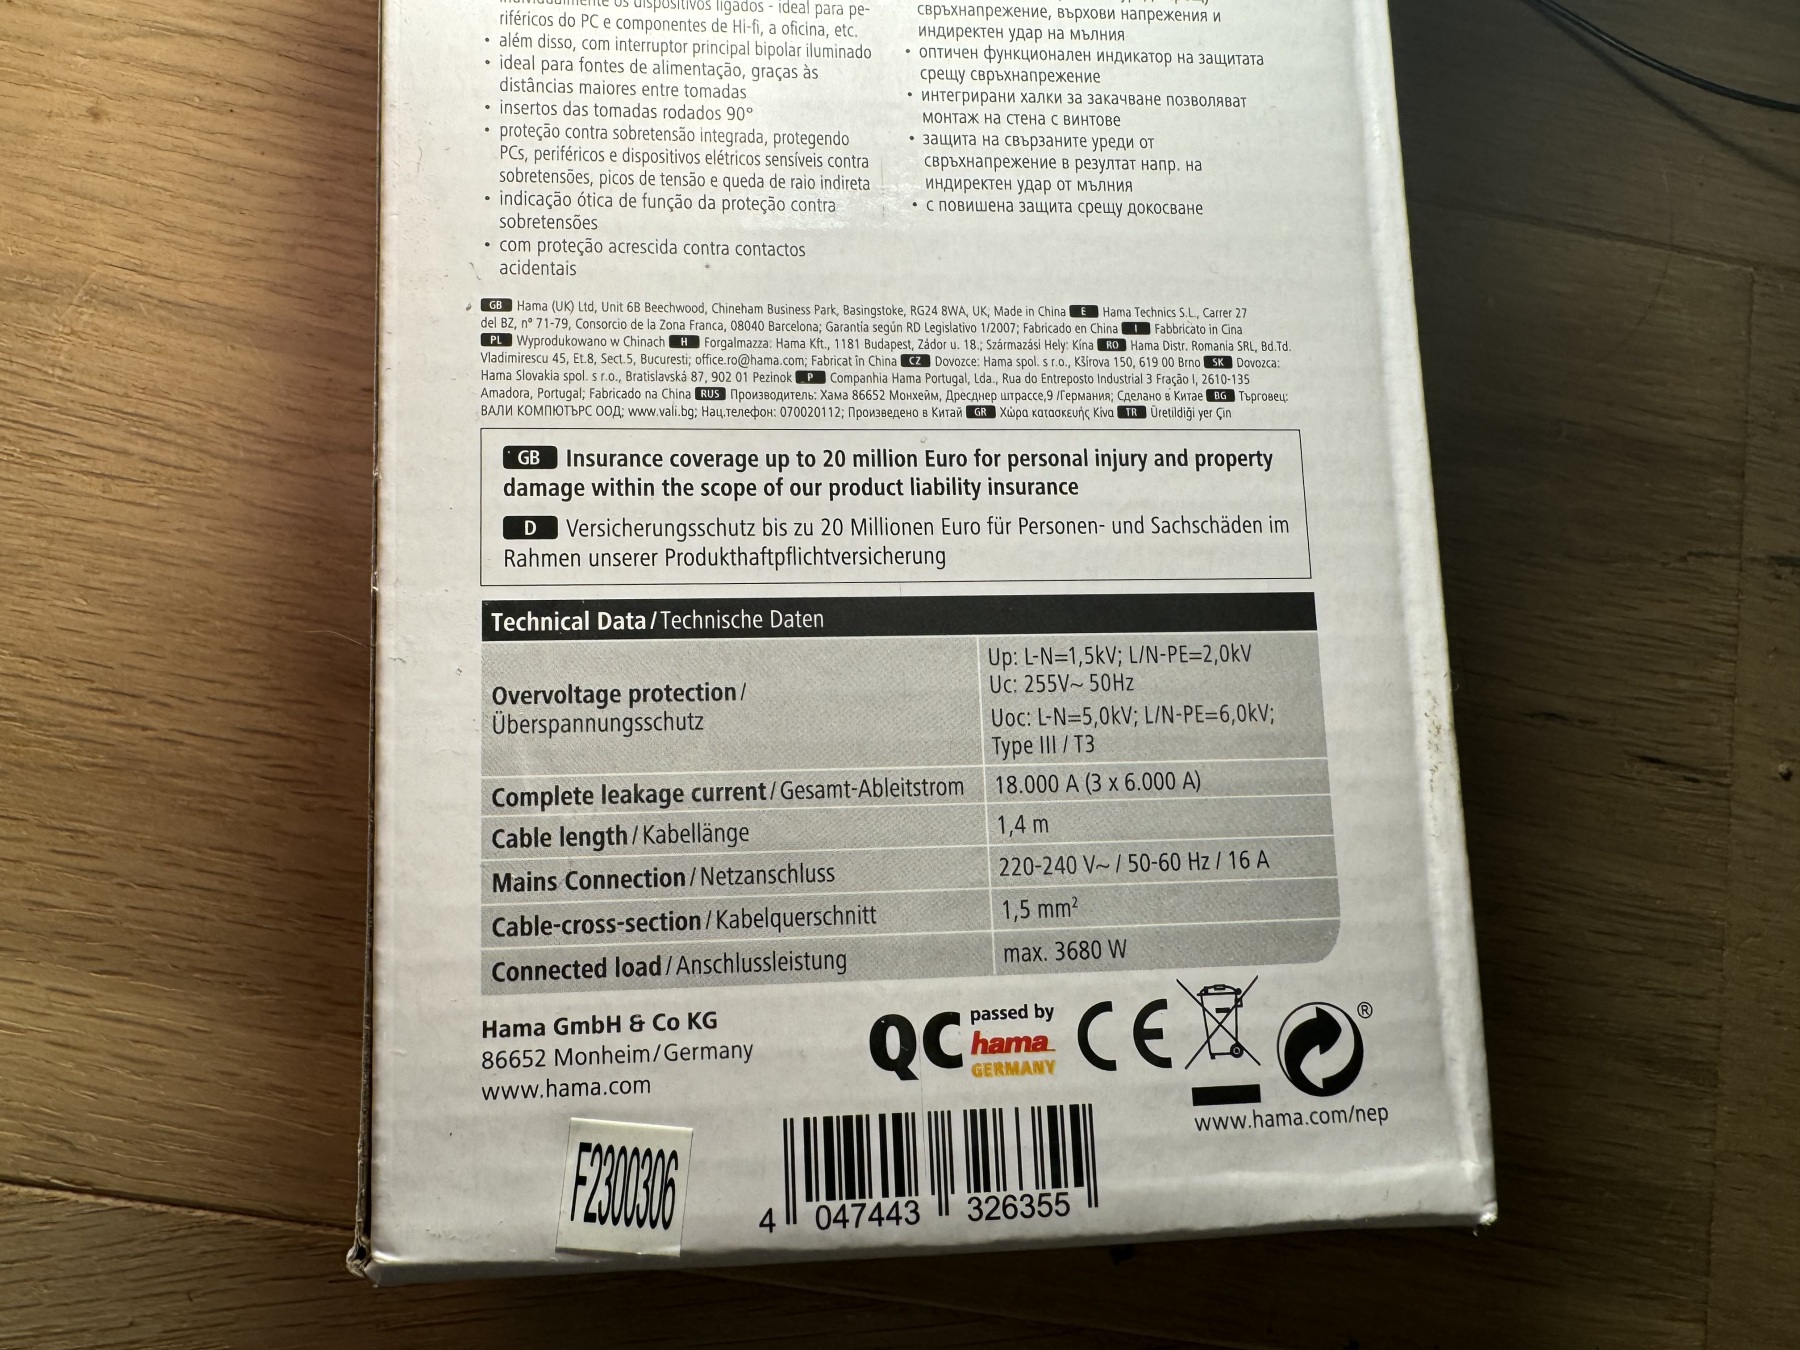 individualmente os dispositivos ligados - ideal para pe-
riféricos do PC e componentes de Hi-fi, a oficina, etc.
• além disso, com interruptor principal bipolar iluminado
• ideal para fontes de alimentação, graças às
distâncias maiores entre tomadas
• insertos das tomadas rodados 90°
• proteção contra sobretensão integrada, protegendo
PCs, periféricos e dispositivos elétricos sensíveis contra
sobretensões, picos de tensão e queda de raio indireta
• indicação ótica de função da proteção contra
sobretensões
• com proteção acrescida contra contactos
acidentais
свръхнапрежение, върхови напрежения и
индиректен удар на мълния
• оптичен функционален индикатор на защитата
срещу свръхнапрежение
• интегрирани халки за закачване позволяват
монтаж на стена с винтове
• защита на свързаните уреди от
свръхнапрежение в резултат напр. на
индиректен удар от мълния
• с повишена защита срещу докосване
GB Hama (UK) Ltd, Unit 6B Beechwood, Chineham Business Park, Basingstoke, RG24 8WA, UK, Made in China E Hama Technics S.L., Carrer 27
del BZ, nº 71-79, Consorcio de la Zona Franca, 08040 Barcelona; Garantía según RD Legislativo 1/2007; Fabricado en China I Fabbricato in Cina
PL Wyprodukowano w Chinach H Forgalmazza: Hama Kft., 1181 Budapest, Zádor u. 18.; Származási Hely: Kína RO Hama Distr. Romania SRL, Bd.Td.
Vladimirescu 45, Et.8, Sect.5, Bucuresti; office.ro@hama.com; Fabricat în China CZ Dovozce: Hama spol. s r.o., Kšírova 150, 619 00 Brno SK Dovozca:
Hama Slovakia spol. s r.o., Bratislavská 87, 902 01 Pezinok P Companhia Hama Portugal, Lda., Rua do Entreposto Industrial 3 Fração I, 2610-135
Amadora, Portugal; Fabricado na China RUS Производитель: Хама 86652 Монхейм, Дресднер штрассе,9 /Германия; Сделано в Китае BG Търговец:
ВАЛИ КОМПЮТЪРС ООД; www.vali.bg; Нац.телефон: 070020112; Произведено в Китай GR Χώρα κατασκευής Κίνα TR Üretildiği yer Çin
GB Insurance coverage up to 20 million Euro for personal injury and property
damage within the scope of our product liability insurance
D Versicherungsschutz bis zu 20 Millionen Euro für Personen- und Sachschäden im
Rahmen unserer Produkthaftpflichtversicherung
Technical Data / Technische Daten
Overvoltage protection /
Überspannungsschutz
Up: L-N=1,5kV; L/N-PE=2,0kV
Uc: 255V~ 50Hz
Uoc: L-N=5,0kV; L/N-PE=6,0kV;
Type III / T3
Complete leakage current / Gesamt-Ableitstrom 18.000 A (3 x 6.000 A)
Cable length / Kabellänge 1,4 m
Mains Connection / Netzanschluss 220-240 V~ / 50-60 Hz / 16 A
Cable-cross-section / Kabelquerschnitt 1,5 mm²
Connected load / Anschlussleistung max. 3680 W
Hama GmbH & Co KG
86652 Monheim/Germany
www.hama.com
QC passed by
hama
GERMANY
CE
®
www.hama.com/nep
F2300306
4 047443 326355